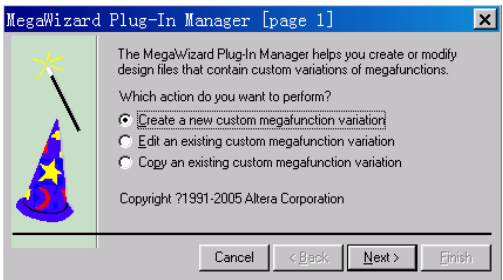 MegaWizard Plug-In Manager [page 1]
The MegaWizard Plug-In Manager helps you create or modify
design files that contain custom variations of megafunctions.
Which action do you want to perform?
Create a new custom megafunction variation
Edit an existing custom megafunction variation
Copy an existing custom megafunction variation
Copyright ?1991-2005 Altera Corporation
Cancel < Back Next > Finish